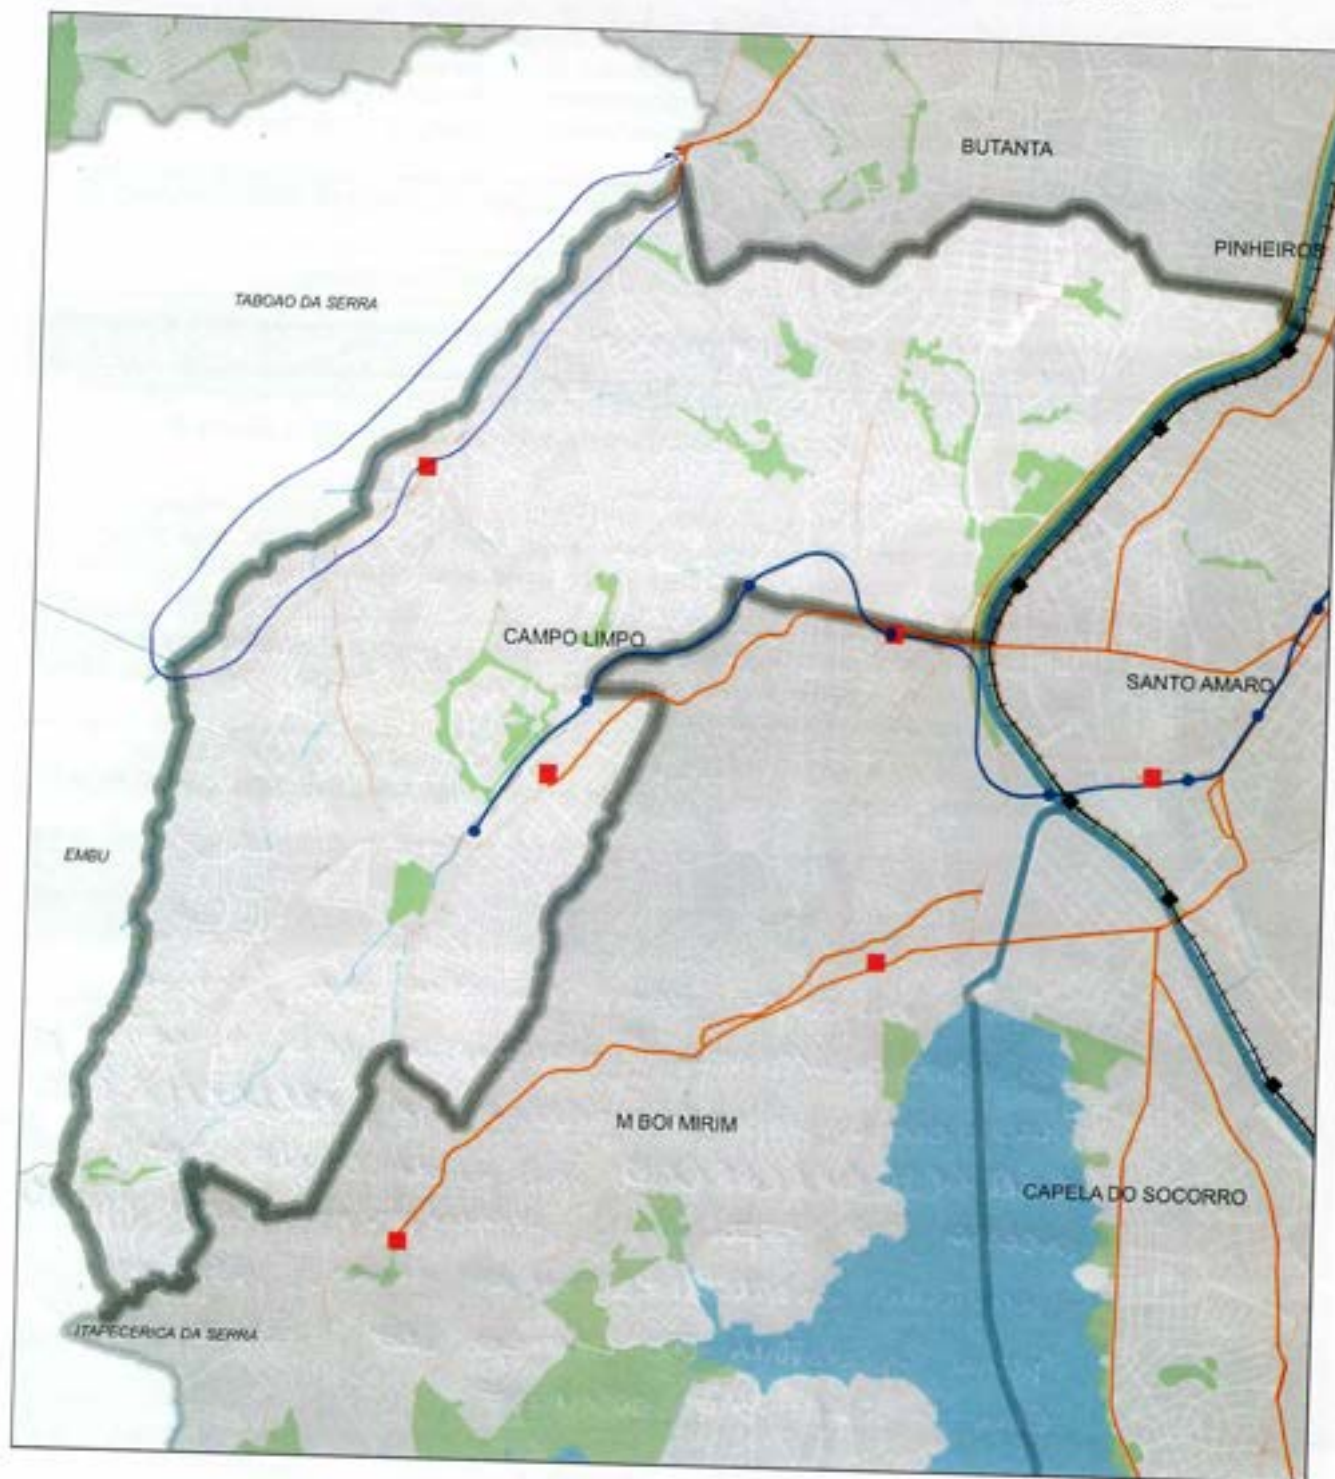 BUTANTA
PINHEIROS
TABOAO DA SERRA
CAMPO LIMPO
SANTO AMARO
EMBU
M BOI MIRIM
CAPELA DO SOCORRO
ITAPECERICA DA SERRA